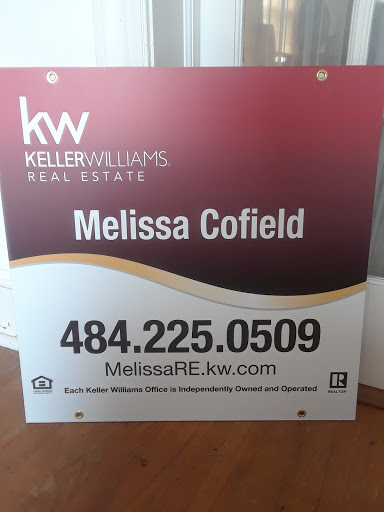 kw
KELLERWILLIAMS®
REAL ESTATE
Melissa Cofield
484.225.0509
MelissaRE.kw.com
Each Keller Williams Office is Independently Owned and Operated
R
REALTOR